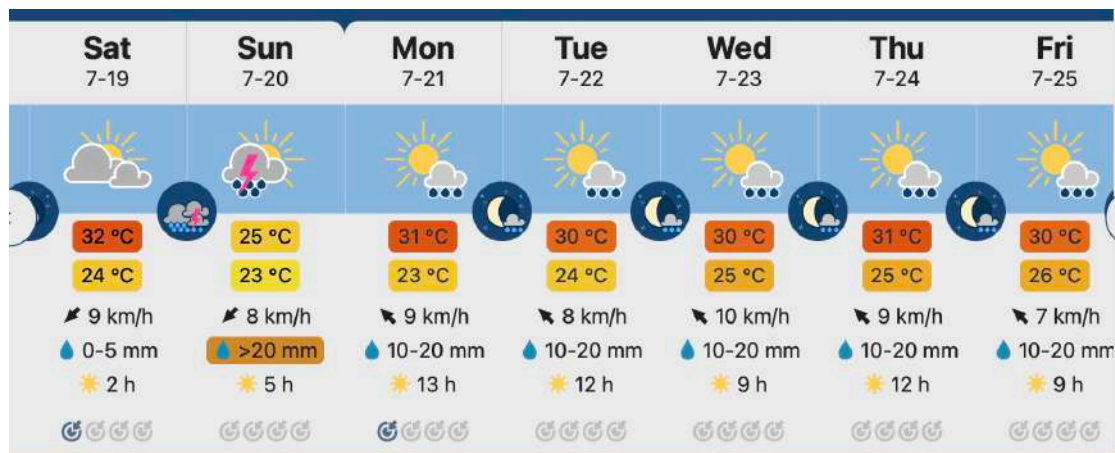 Sat Sun Mon Tue Wed Thu Fri
7-19 7-20 7-21 7-22 7-23 7-24 7-25
32 °C 25 °C 31 °C 30 °C 30 °C 31 °C 30 °C
24 °C 23 °C 23 °C 24 °C 25 °C 25 °C 26 °C
9 km/h 8 km/h 9 km/h 8 km/h 10 km/h 9 km/h 7 km/h
0-5 mm >20 mm 10-20 mm 10-20 mm 10-20 mm 10-20 mm 10-20 mm
2 h 5 h 13 h 12 h 9 h 12 h 9 h